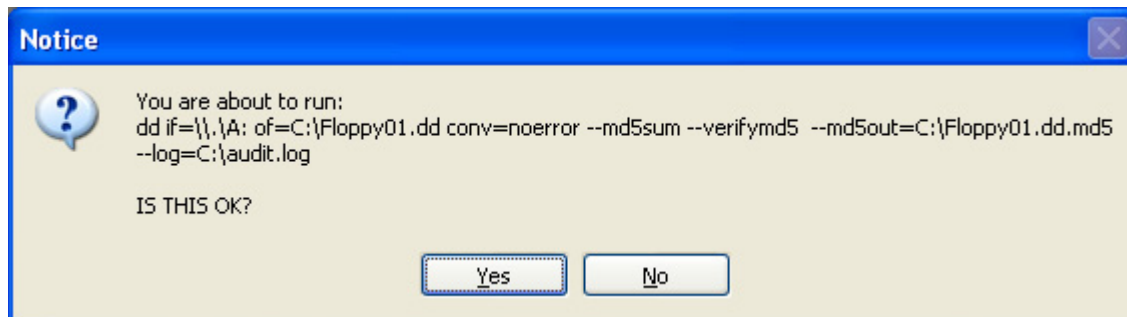 Notice
You are about to run:
dd if=\\.\A: of=C:\Floppy01.dd conv=noerror --md5sum --verifymd5 --md5out=C:\Floppy01.dd.md5
--log=C:\audit.log
IS THIS OK?
Yes
No